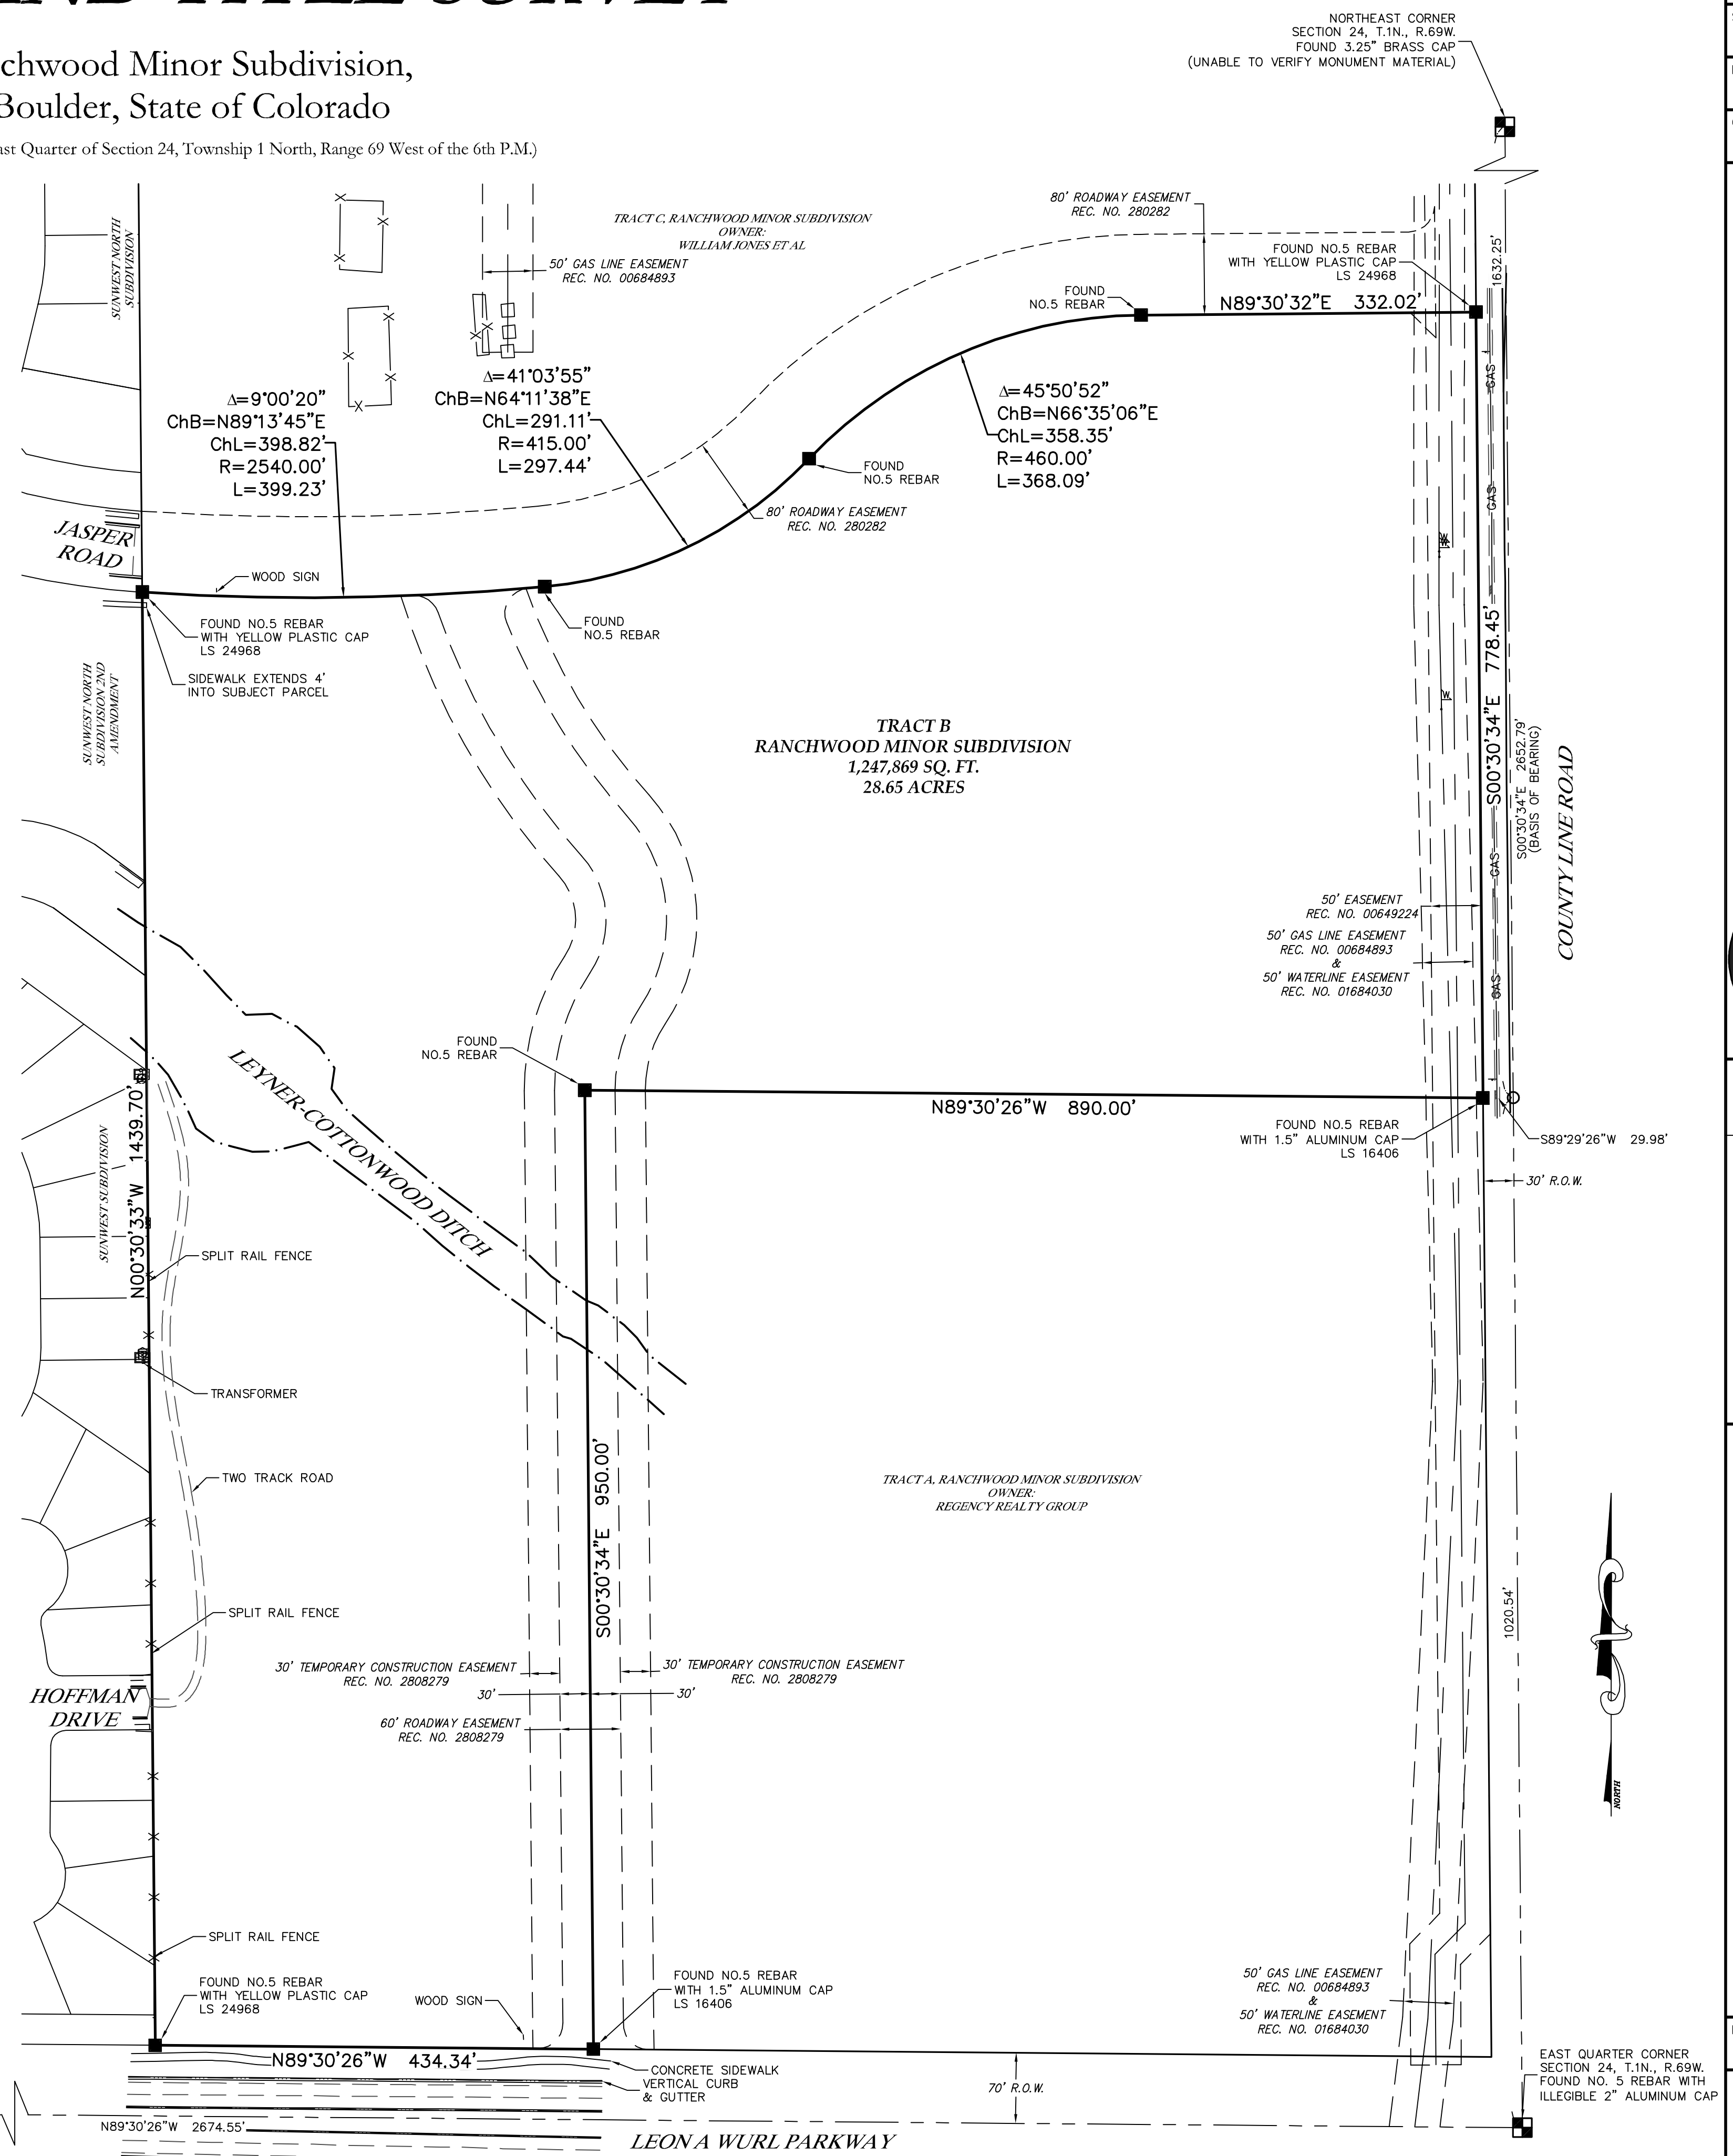 chwood Minor Subdivision,
Boulder, State of Colorado
ast Quarter of Section 24, Township 1 North, Range 69 West of the 6th P.M.)
NORTHEAST CORNER
SECTION 24, T.1N., R.69W.
FOUND 3.25" BRASS CAP
(UNABLE TO VERIFY MONUMENT MATERIAL)
SUNWEST NORTH
SUBDIVISION
TRACT C, RANCHWOOD MINOR SUBDIVISION
OWNER:
WILLIAM JONES ET AL
50' GAS LINE EASEMENT
REC. NO. 00684893
80' ROADWAY EASEMENT
REC. NO. 280282
FOUND NO.5 REBAR
WITH YELLOW PLASTIC CAP
LS 24968
1632.25'
FOUND
NO.5 REBAR
N89°30'32"E 332.02'
Δ=9°00'20"
ChB=N89°13'45"E
ChL=398.82'
R=2540.00'
L=399.23'
Δ=41°03'55"
ChB=N64°11'38"E
ChL=291.11'
R=415.00'
L=297.44'
Δ=45°50'52"
ChB=N66°35'06"E
ChL=358.35'
R=460.00'
L=368.09'
GAS
FOUND
NO.5 REBAR
GAS
80' ROADWAY EASEMENT
REC. NO. 280282
JASPER
ROAD
W
WOOD SIGN
FOUND NO.5 REBAR
WITH YELLOW PLASTIC CAP
LS 24968
FOUND
NO.5 REBAR
SIDEWALK EXTENDS 4'
INTO SUBJECT PARCEL
SUNWEST NORTH
SUBDIVISION 2ND
AMENDMENT
W
S00°30'34"E 778.45'
TRACT B
RANCHWOOD MINOR SUBDIVISION
1,247,869 SQ. FT.
28.65 ACRES
S00°30'34"E 2652.79'
(BASIS OF BEARING)
COUNTY LINE ROAD
GAS
50' EASEMENT
REC. NO. 00649224
50' GAS LINE EASEMENT
REC. NO. 00684893
&
50' WATERLINE EASEMENT
REC. NO. 01684030
GAS
FOUND
NO.5 REBAR
LEYNER-COTTONWOOD DITCH
N89°30'26"W 890.00'
FOUND NO.5 REBAR
WITH 1.5" ALUMINUM CAP
LS 16406
S89°29'26"W 29.98'
30' R.O.W.
SUNWEST SUBDIVISION
N00°30'33"W 1439.70'
SPLIT RAIL FENCE
TRANSFORMER
TWO TRACK ROAD
S00°30'34"E 950.00'
TRACT A, RANCHWOOD MINOR SUBDIVISION
OWNER:
REGENCY REALTY GROUP
1020.54'
SPLIT RAIL FENCE
30' TEMPORARY CONSTRUCTION EASEMENT
REC. NO. 2808279
30' TEMPORARY CONSTRUCTION EASEMENT
REC. NO. 2808279
30'
30'
HOFFMAN
DRIVE
60' ROADWAY EASEMENT
REC. NO. 2808279
NORTH
SPLIT RAIL FENCE
FOUND NO.5 REBAR
WITH YELLOW PLASTIC CAP
LS 24968
WOOD SIGN
FOUND NO.5 REBAR
WITH 1.5" ALUMINUM CAP
LS 16406
50' GAS LINE EASEMENT
REC. NO. 00684893
&
50' WATERLINE EASEMENT
REC. NO. 01684030
N89°30'26"W 434.34'
CONCRETE SIDEWALK
VERTICAL CURB
& GUTTER
70' R.O.W.
EAST QUARTER CORNER
SECTION 24, T.1N., R.69W.
FOUND NO. 5 REBAR WITH
ILLEGIBLE 2" ALUMINUM CAP
N89°30'26"W 2674.55'
LEON A WURL PARKWAY